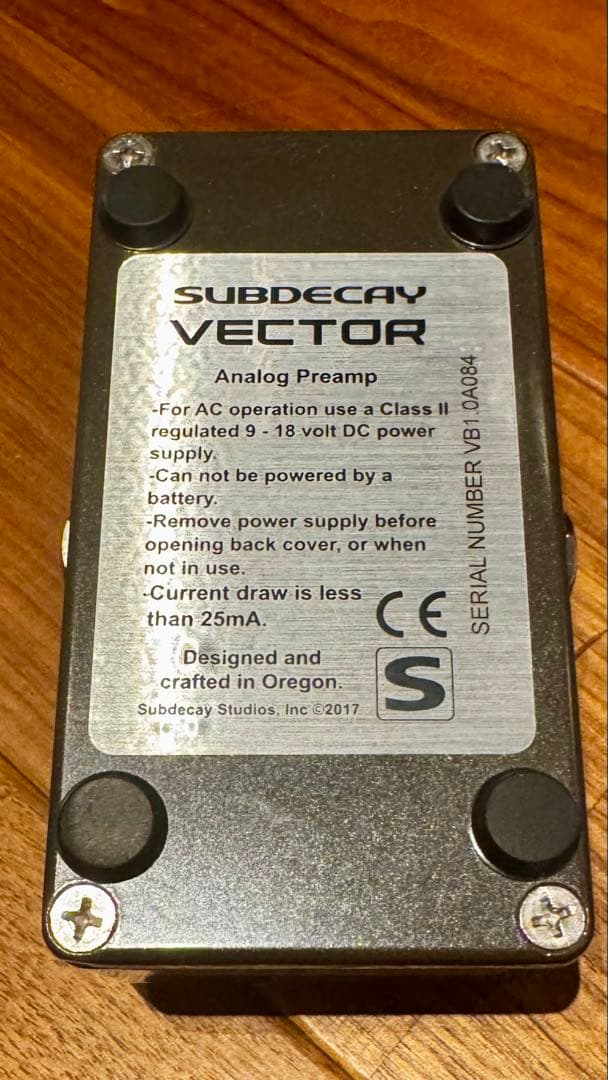 SUBDECAY
VECTOR
Analog Preamp
-For AC operation use a Class II
regulated 9 - 18 volt DC power
supply.
-Can not be powered by a
battery.
-Remove power supply before
opening back cover, or when
not in use.
-Current draw is less
than 25mA.
CE
Designed and
crafted in Oregon.
S
Subdecay Studios, Inc ©2017
SERIAL NUMBER VB1.0A084